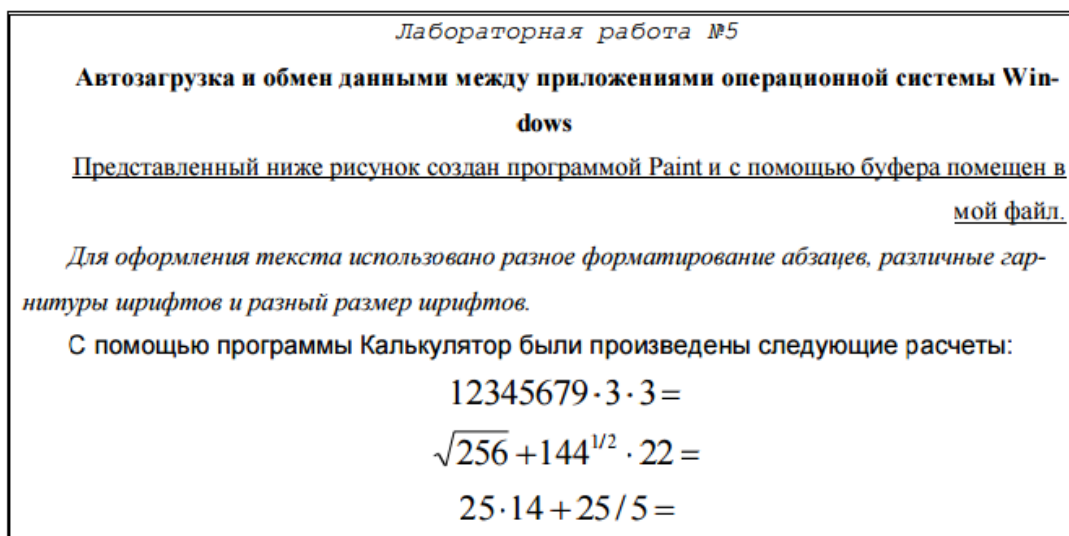 Лабораторная работа №5
Автозагрузка и обмен данными между приложениями операционной системы Win-
dows
Представленный ниже рисунок создан программой Paint и с помощью буфера помещен в
мой файл.
Для оформления текста использовано разное форматирование абзацев, различные гар-
нитуры шрифтов и разный размер шрифтов.
С помощью программы Калькулятор были произведены следующие расчеты:
12345679·3·3=
√256+144^{1/2}·22=
25·14+25/5=